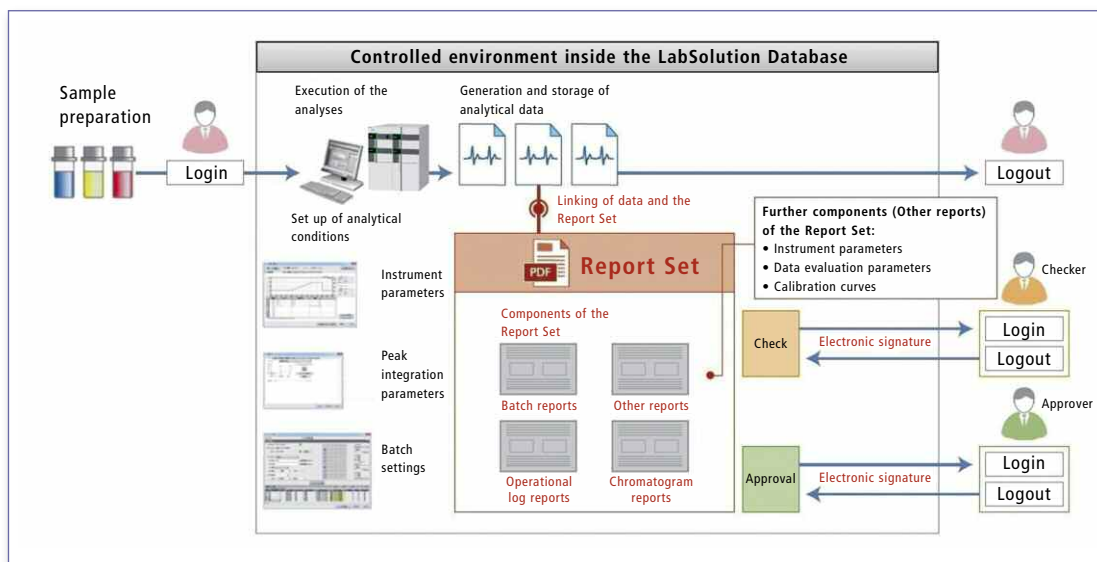 Controlled environment inside the LabSolution Database
Sample
preparation
Login
Execution of the
analyses
Generation and storage of
analytical data
Logout
Set up of analytical
conditions
Linking of data and the
Report Set
Further components (Other reports)
of the Report Set:
• Instrument parameters
• Data evaluation parameters
• Calibration curves
Instrument
parameters
PDF
Report Set
Components of the
Report Set
Batch reports
Other reports
Operational
log reports
Chromatogram
reports
Peak
integration
parameters
Batch
settings
Checker
Check
Electronic signature
Login
Logout
Approver
Approval
Electronic signature
Login
Logout